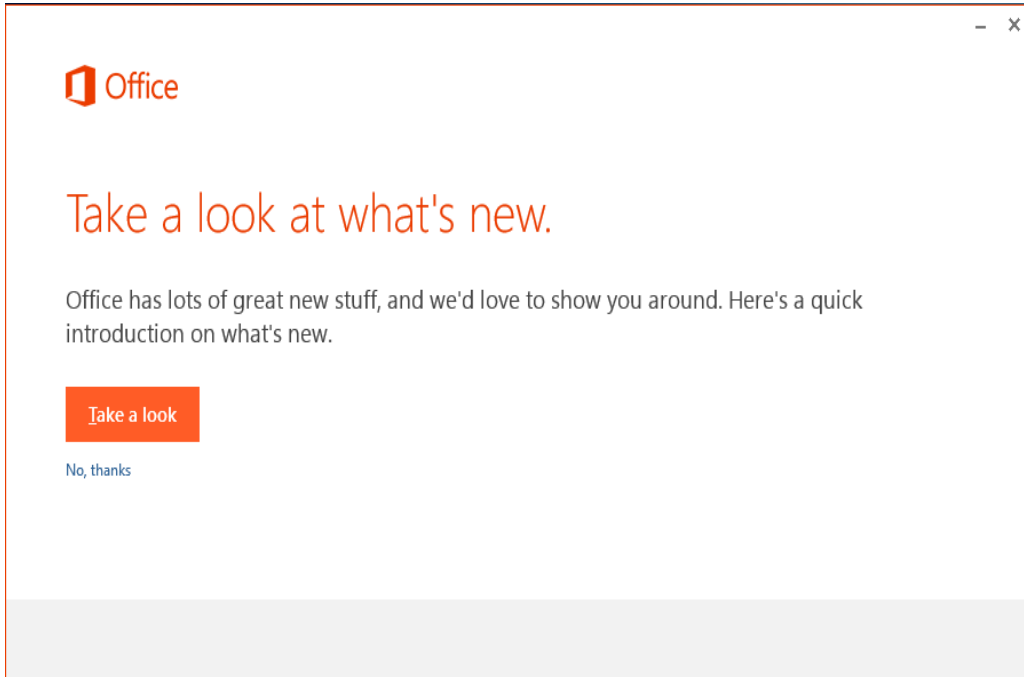 Office
Take a look at what's new.
Office has lots of great new stuff, and we'd love to show you around. Here's a quick
introduction on what's new.
Take a look
No, thanks